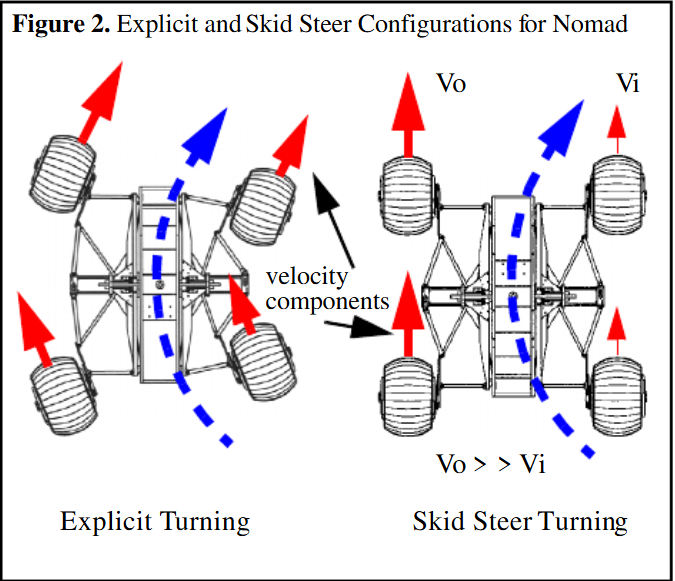 Figure 2. Explicit and Skid Steer Configurations for Nomad
Vo
Vi
velocity
components
Vo > > Vi
Explicit Turning
Skid Steer Turning